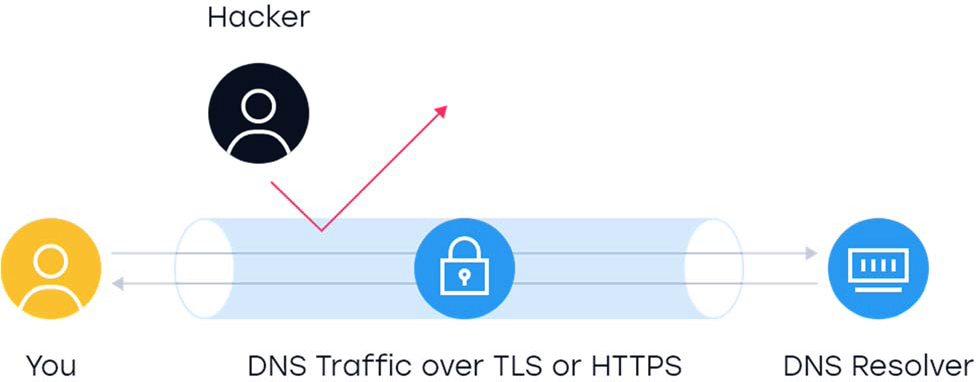 Hacker
You
DNS Traffic over TLS or HTTPS
DNS Resolver